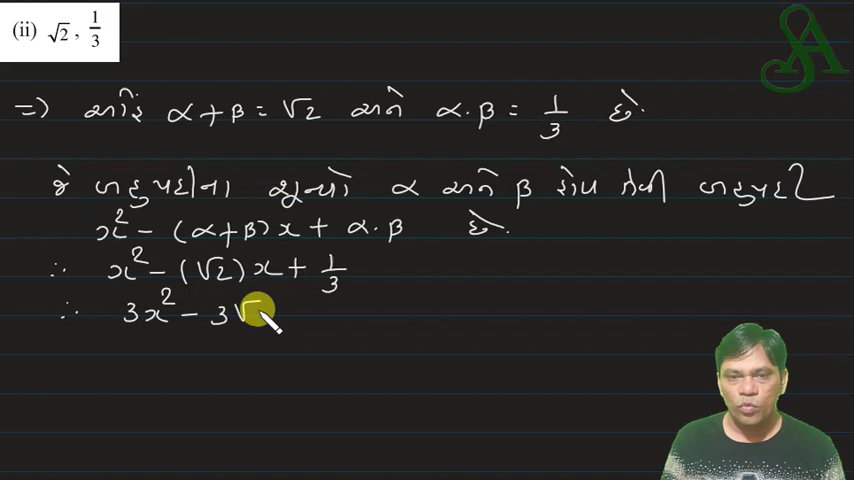 (ii) √2 , 1/3
=> અહીં α + β = √2 અને α . β = 1/3 છે.
જે બહુપદીના શૂન્યો α અને β હોય તેવી બહુપદી
x² - (α + β) x + α . β છે.
∴ x² - (√2) x + 1/3
∴ 3x² - 3√